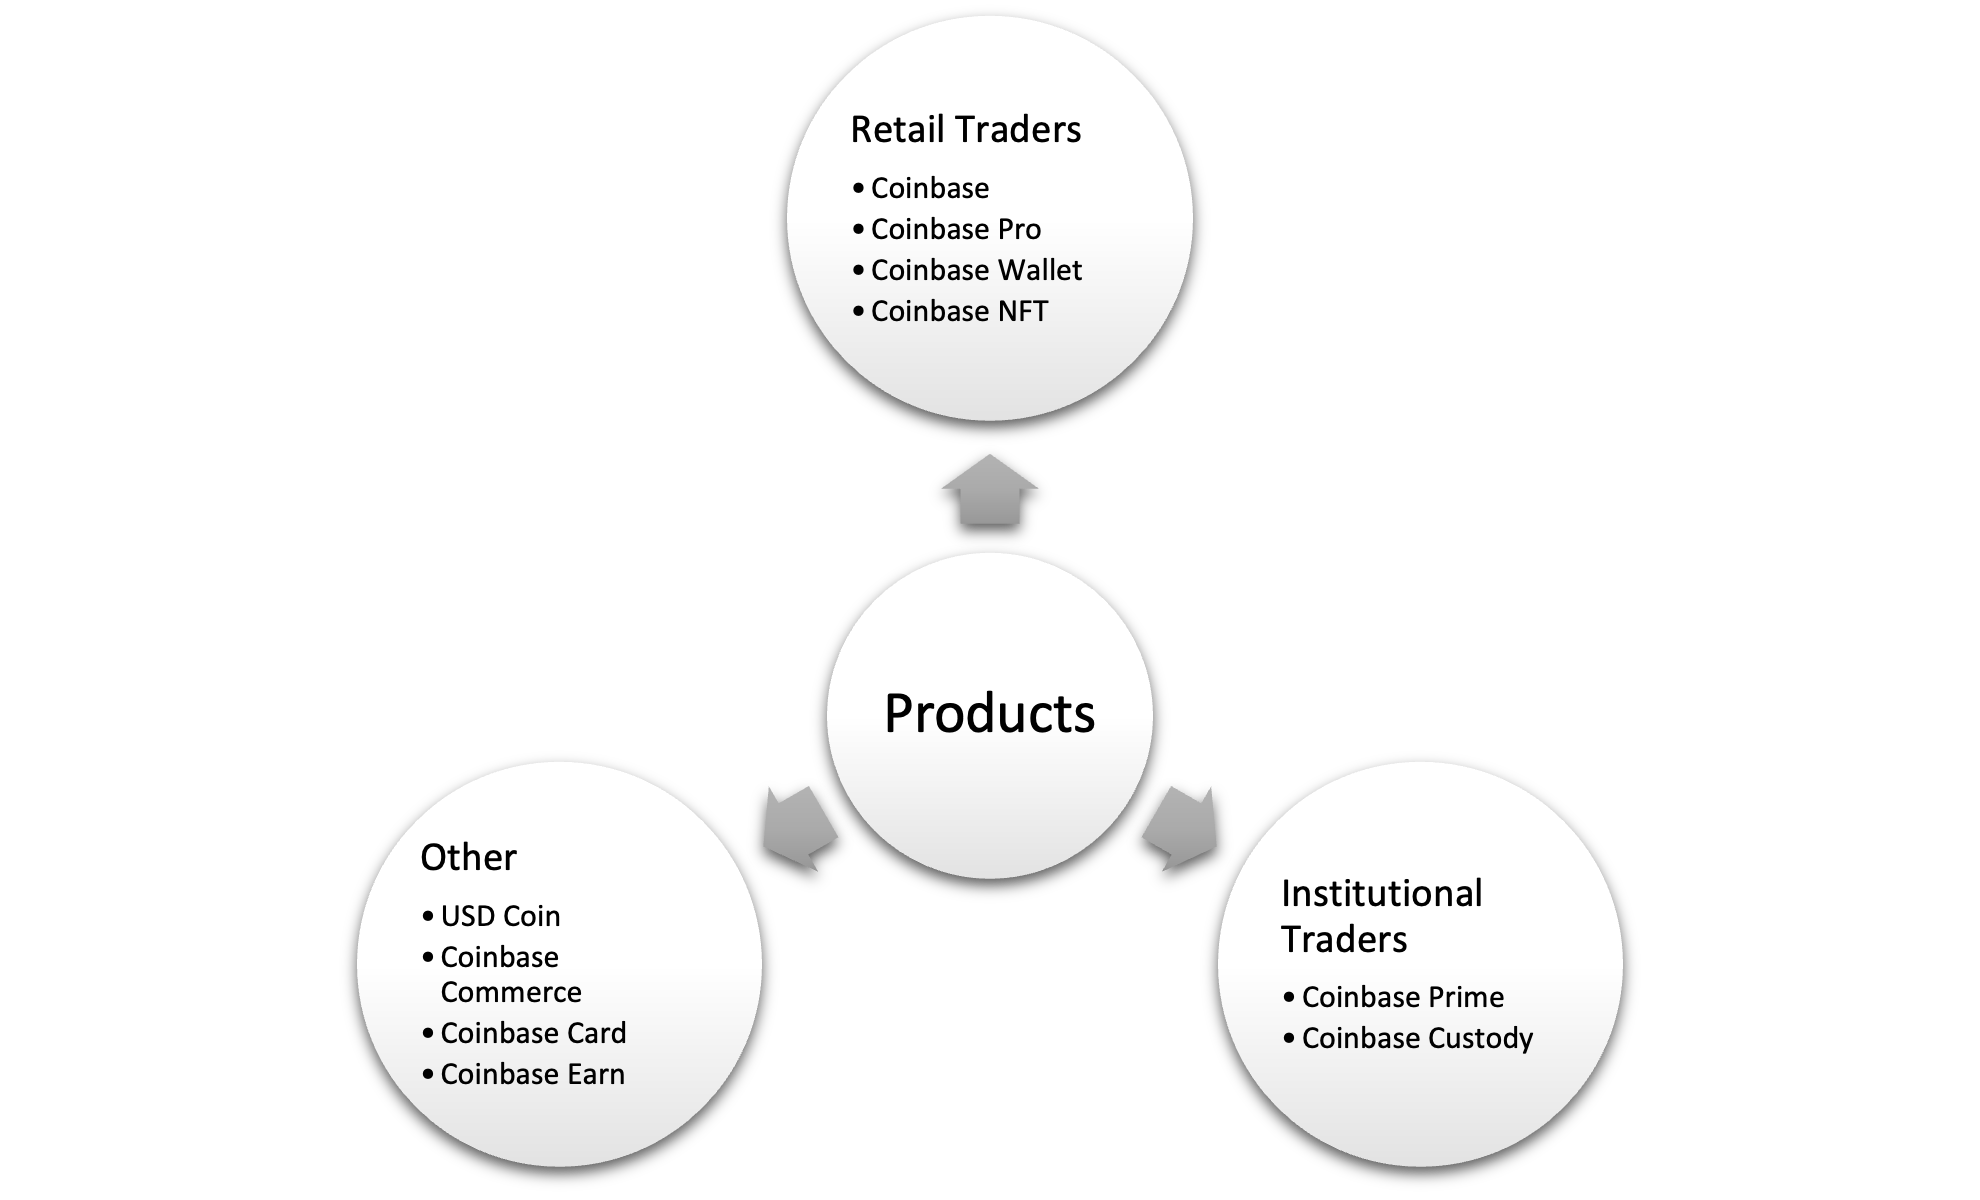 Retail Traders
• Coinbase
• Coinbase Pro
• Coinbase Wallet
• Coinbase NFT
Products
Other
• USD Coin
• Coinbase
Commerce
• Coinbase Card
• Coinbase Earn
Institutional
Traders
• Coinbase Prime
• Coinbase Custody